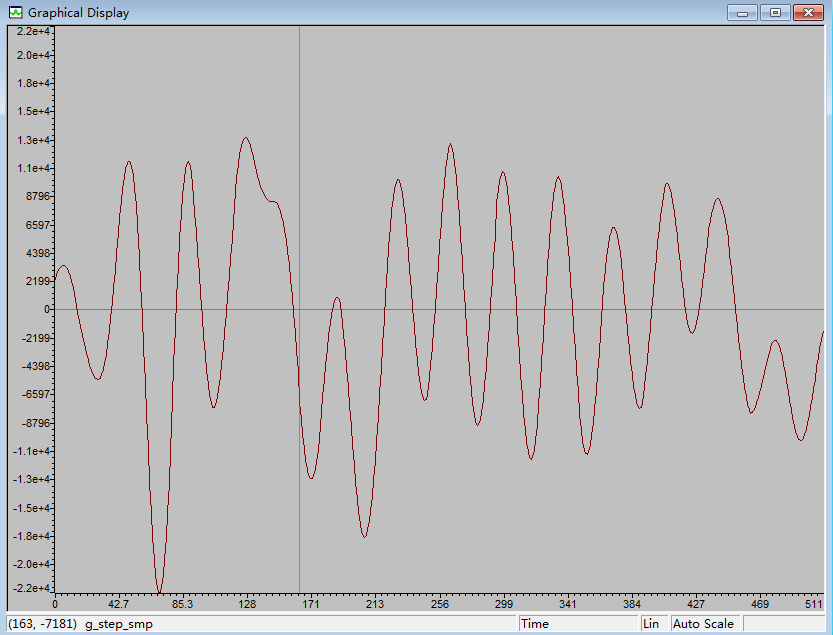 Graphical Display
2.2e+4
2.0e+4
1.8e+4
1.5e+4
1.3e+4
1.1e+4
8796
6597
4398
2199
0
-2199
-4398
-6597
-8796
-1.1e+4
-1.3e+4
-1.5e+4
-1.8e+4
-2.0e+4
-2.2e+4
0 42.7 85.3 128 171 213 256 299 341 384 427 469 511
(163, -7181) g_step_smp Time Lin Auto Scale